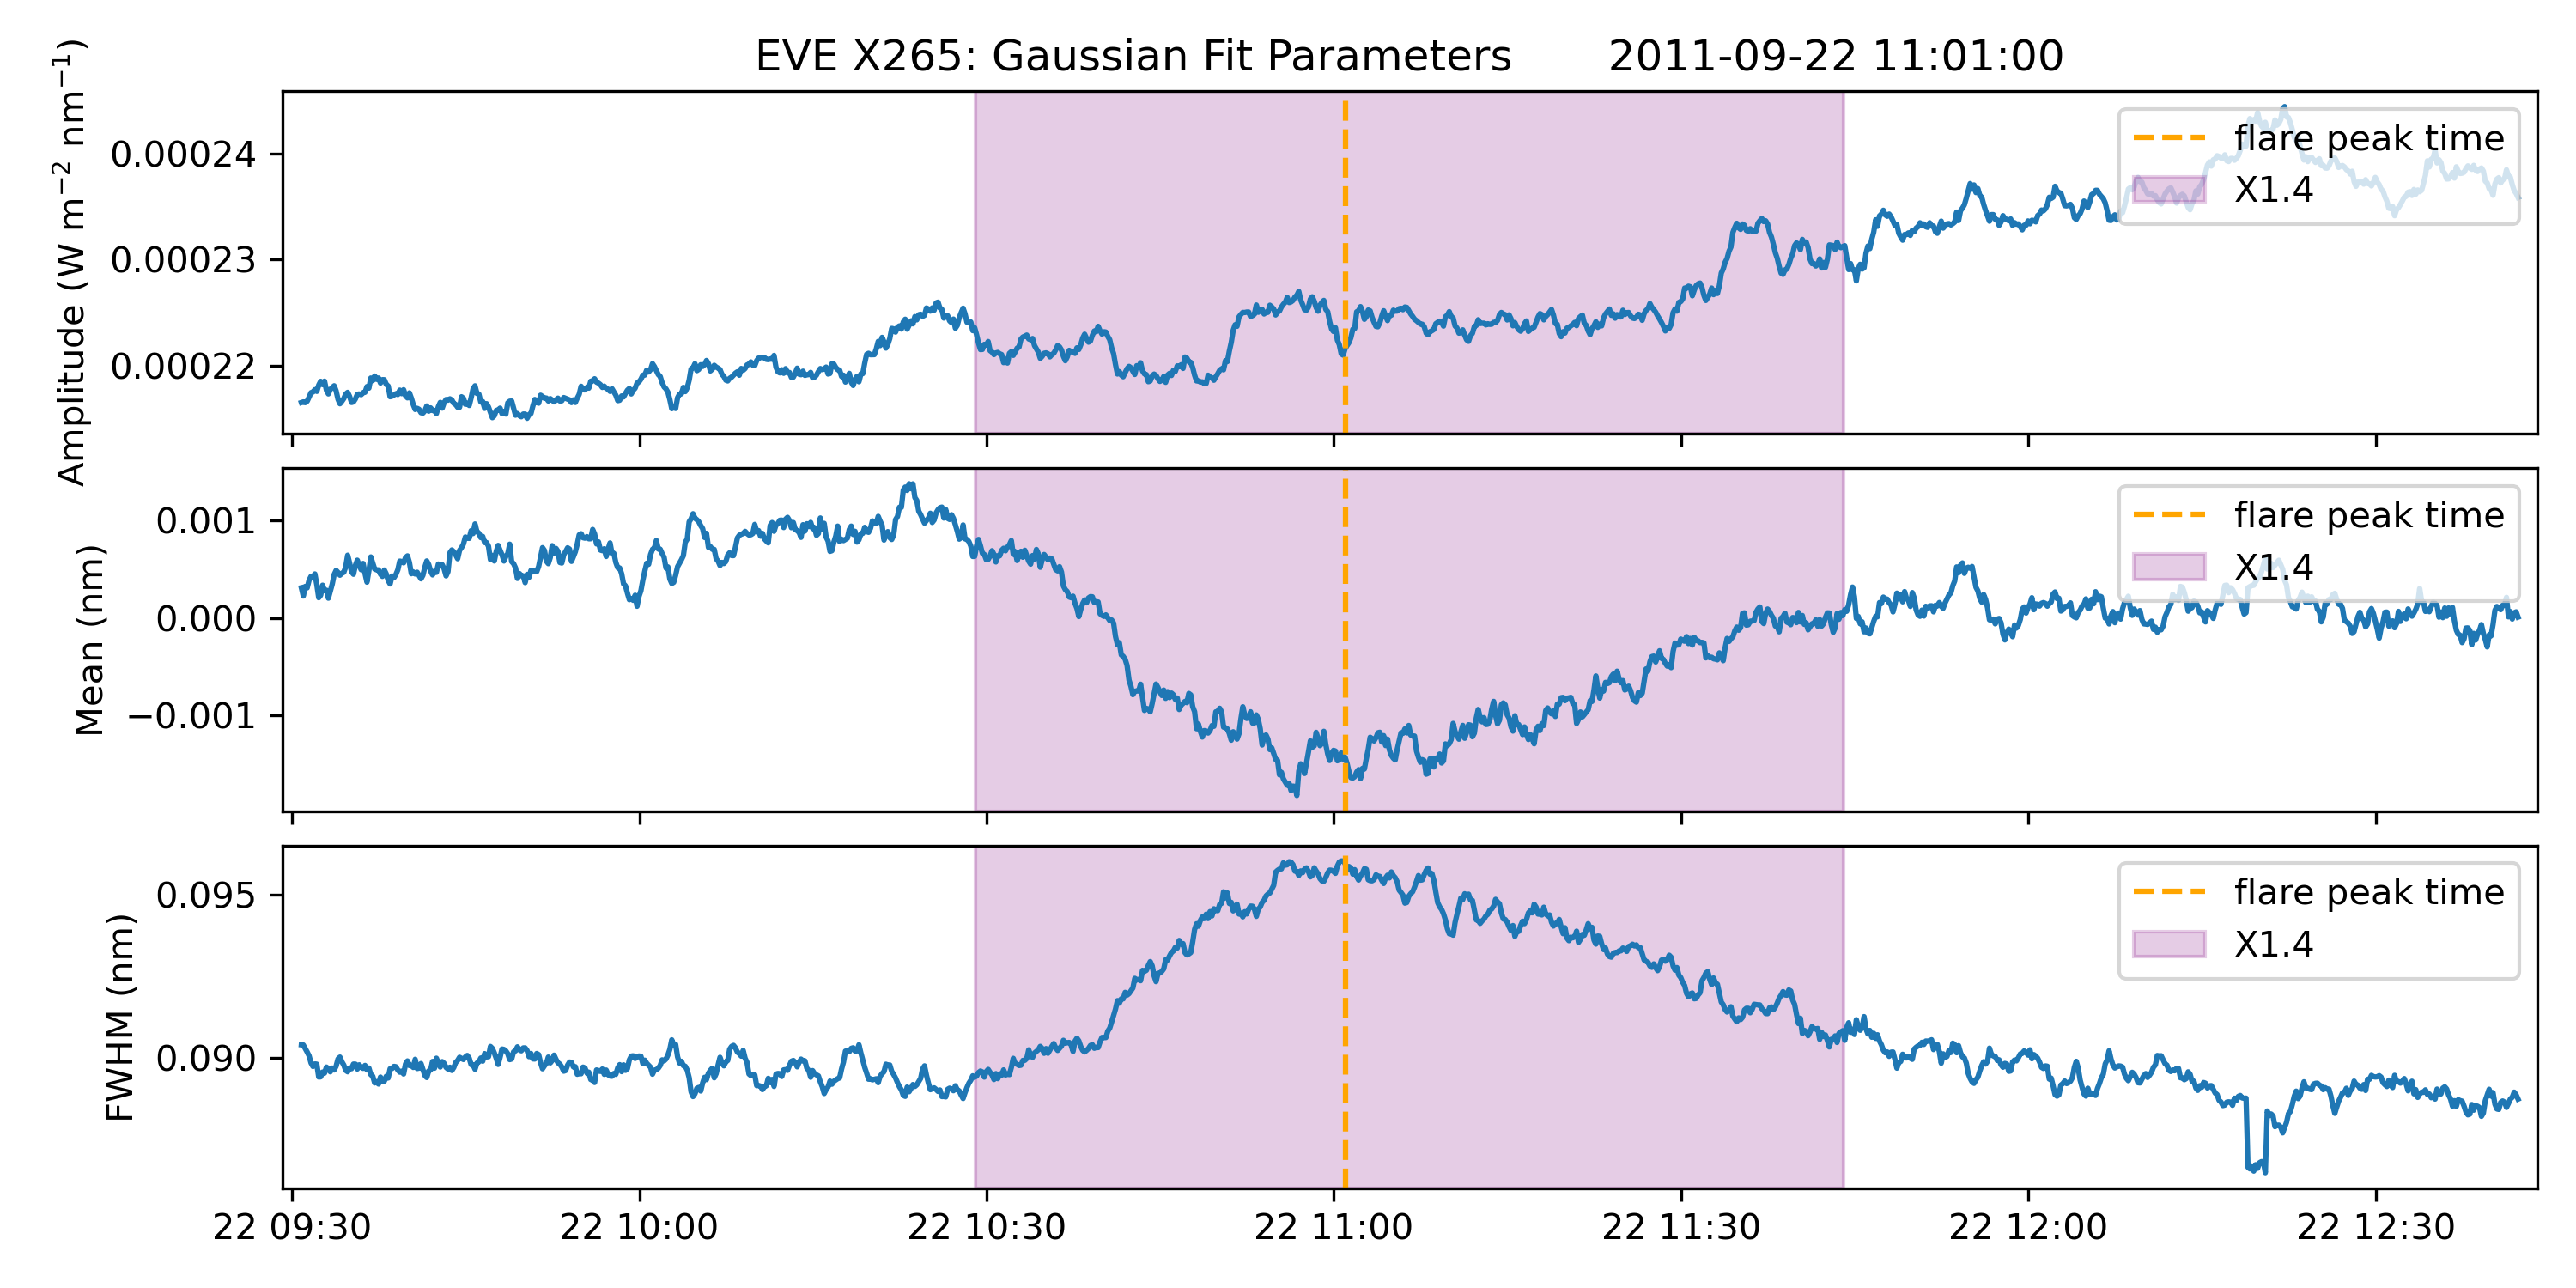 EVE X265: Gaussian Fit Parameters 2011-09-22 11:01:00
Amplitude (W m⁻² nm⁻¹)
0.00024
0.00023
0.00022
flare peak time
X1.4
Mean (nm)
0.001
0.000
−0.001
flare peak time
X1.4
FWHM (nm)
0.095
0.090
flare peak time
X1.4
22 09:30 22 10:00 22 10:30 22 11:00 22 11:30 22 12:00 22 12:30